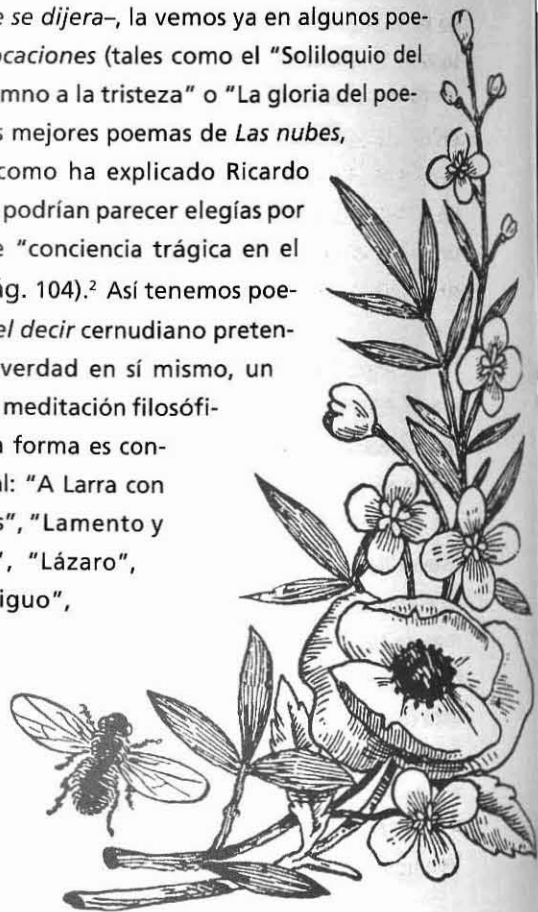 e se dijera–, la vemos ya en algunos poe-
ocaciones (tales como el "Soliloquio del
mno a la tristeza" o "La gloria del poe-
s mejores poemas de Las nubes,
como ha explicado Ricardo
podrían parecer elegías por
e "conciencia trágica en el
ág. 104).² Así tenemos poe-
el decir cernudiano preten-
verdad en sí mismo, un
meditación filosófi-
a forma es con-
al: "A Larra con
s", "Lamento y
", "Lázaro",
iguo",